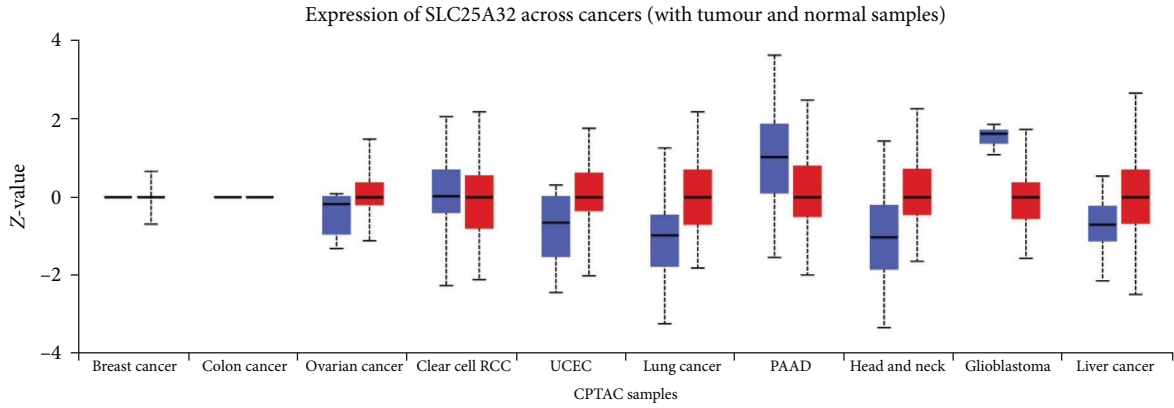 Expression of SLC25A32 across cancers (with tumour and normal samples)
4
2
0
−2
−4
Z-value
Breast cancer
Colon cancer
Ovarian cancer
Clear cell RCC
UCEC
Lung cancer
PAAD
Head and neck
Glioblastoma
Liver cancer
CPTAC samples